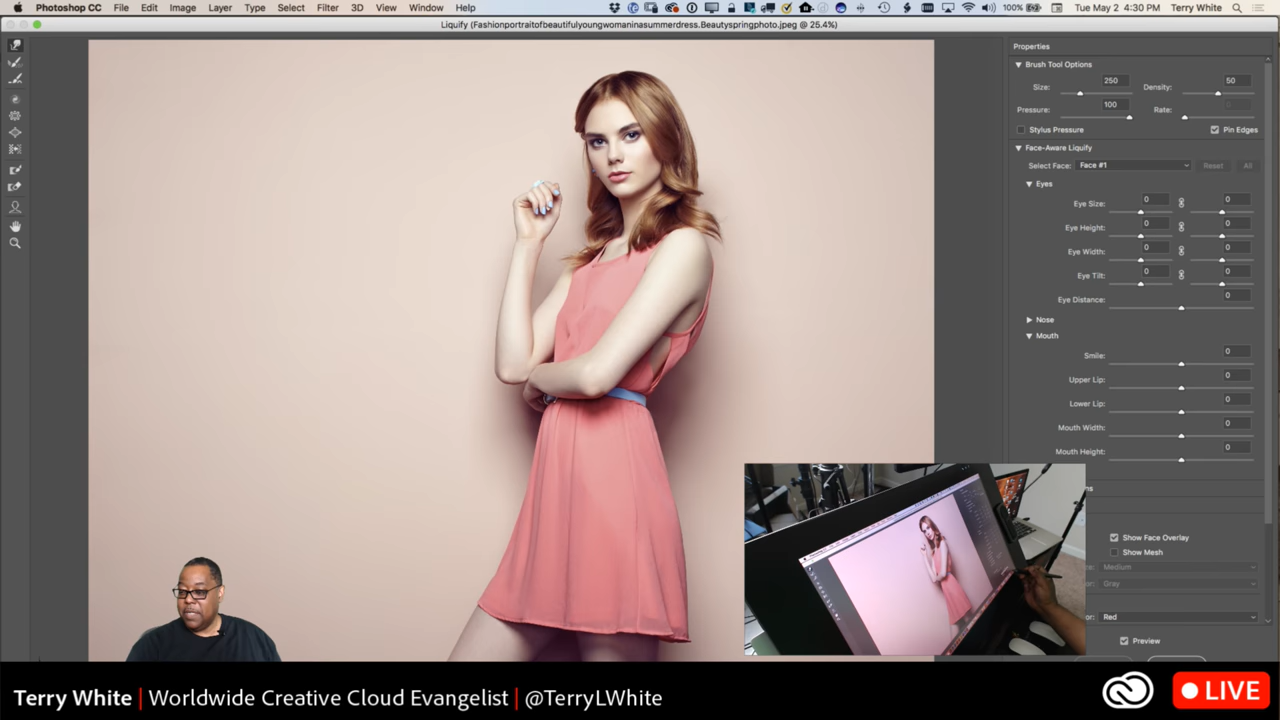 Photoshop CC File Edit Image Layer Type Select Filter 3D View Window Help 100% Tue May 2 4:30 PM Terry White
Liquify (Fashionportraitofbeautifulyoungwomaninasummerdress.Beautyspringphoto.jpeg @ 25.4%)
Properties
Brush Tool Options
Size: 250 Density: 50
Pressure: 100 Rate:
Stylus Pressure Pin Edges
Face-Aware Liquify
Select Face: Face #1 Reset All
Eyes
Eye Size: 0 0
Eye Height: 0 0
Eye Width: 0 0
Eye Tilt: 0 0
Eye Distance: 0
Nose
Mouth
Smile: 0
Upper Lip: 0
Lower Lip: 0
Mouth Width: 0
Mouth Height: 0
Show Face Overlay
Show Mesh
Medium
Gray
Red
Preview
Terry White | Worldwide Creative Cloud Evangelist | @TerryLWhite
LIVE